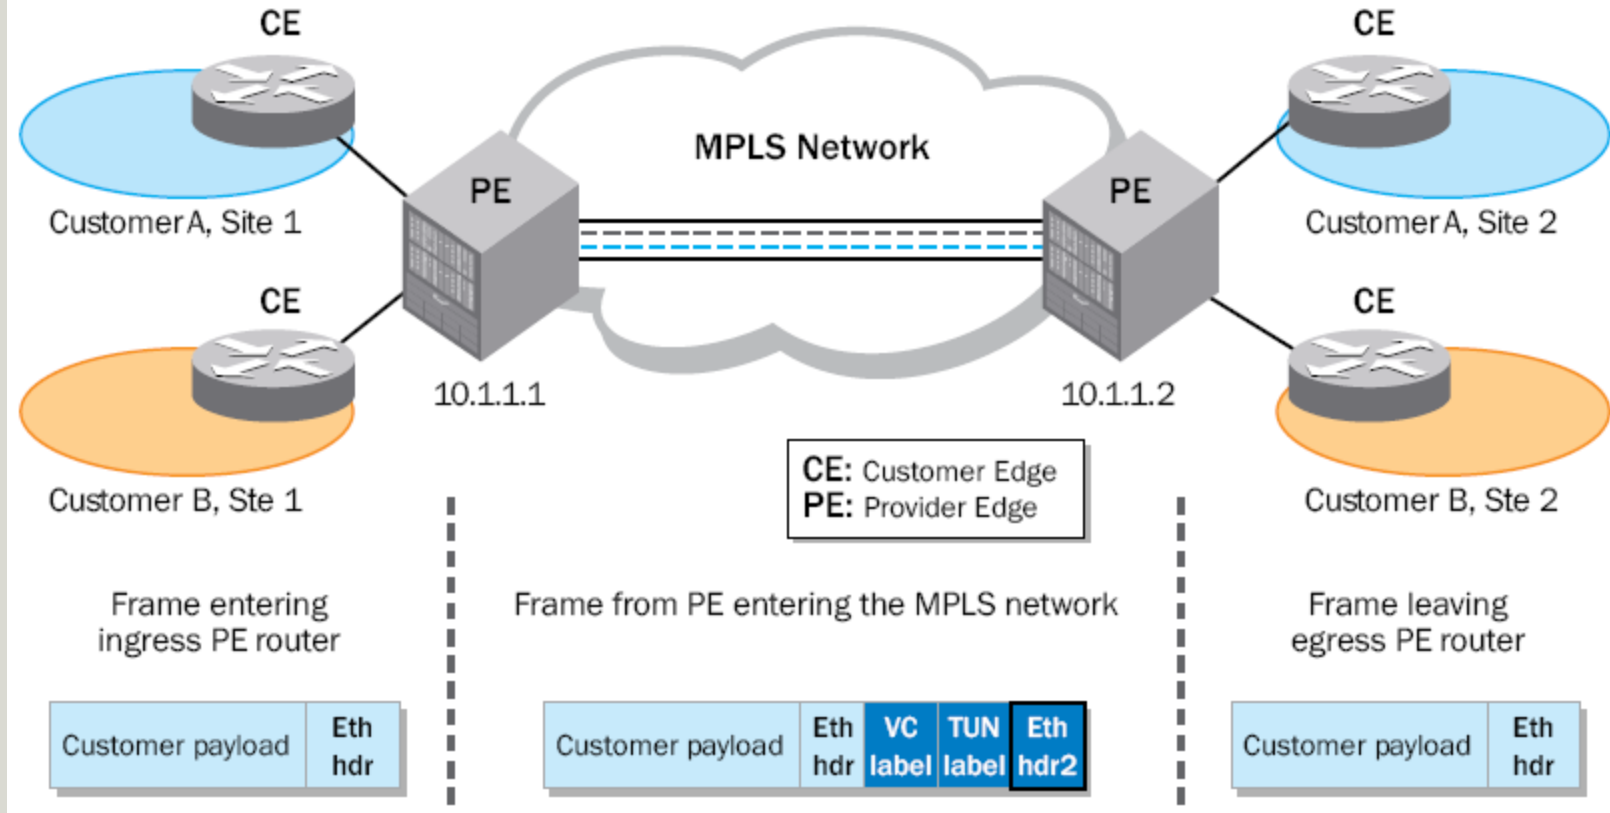 CE
CE
MPLS Network
PE
PE
Customer A, Site 1
Customer A, Site 2
CE
CE
10.1.1.1
10.1.1.2
CE: Customer Edge
PE: Provider Edge
Customer B, Ste 1
Customer B, Ste 2
Frame entering
ingress PE router
Frame from PE entering the MPLS network
Frame leaving
egress PE router
Customer payload
Eth
hdr
Customer payload
Eth
hdr
VC
label
TUN
label
Eth
hdr2
Customer payload
Eth
hdr